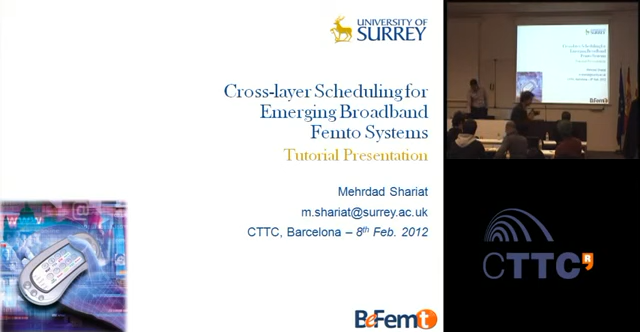 UNIVERSITY OF
SURREY
Cross-layer Scheduling for
Emerging Broadband
Femto Systems
Tutorial Presentation
Mehrdad Shariat
m.shariat@surrey.ac.uk
CTTC, Barcelona – 8th Feb. 2012
BeFemt
CTTC R